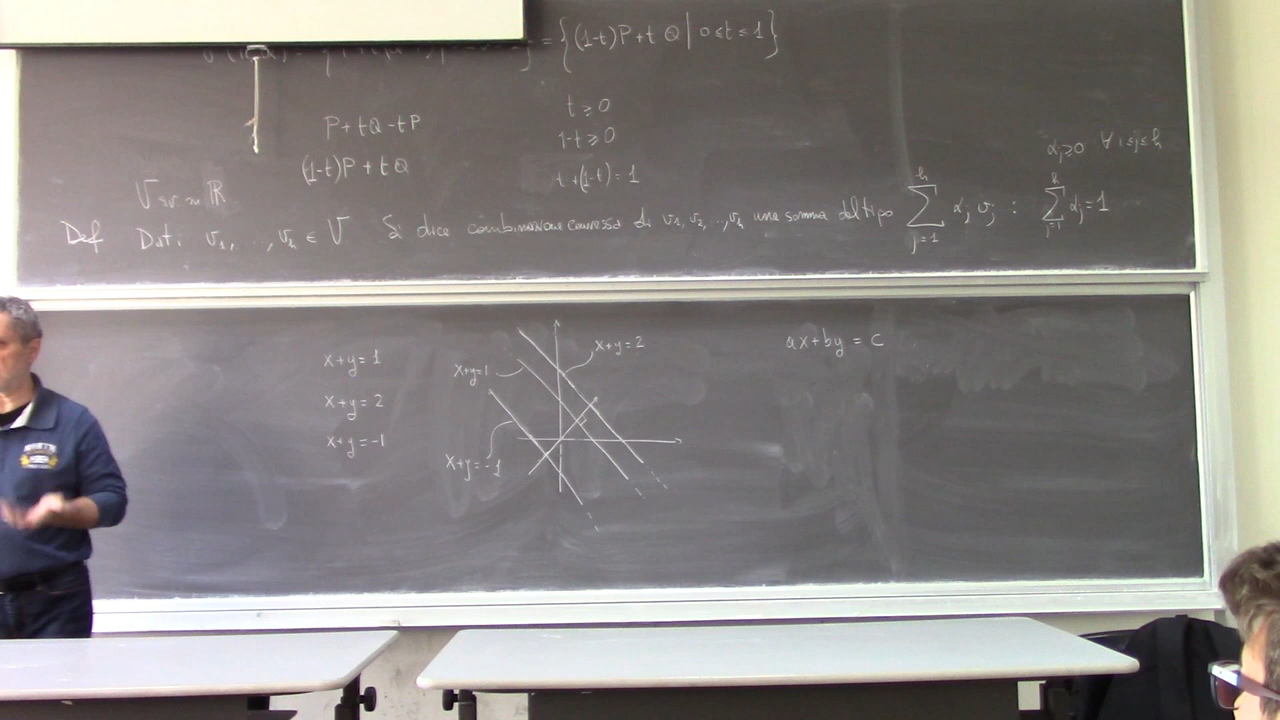 = {(1-t)P+tQ | 0≤t≤1}
P+tQ-tP
(1-t)P+tQ
t≥0
1-t≥0
t+(1-t)=1
V sv su ℝ
αj≥0 ∀ 1≤j≤h
Def Dati v1,...,vh ∈ V Si dice combinazione convessa di v1,v2,...,vh una somma del tipo ∑_{j=1}^{h} αj vj : ∑_{j=1}^{h} αj=1
x+y=1
x+y=2
x+y=-1
x+y=1
x+y=2
x+y=-1
ax+by=c